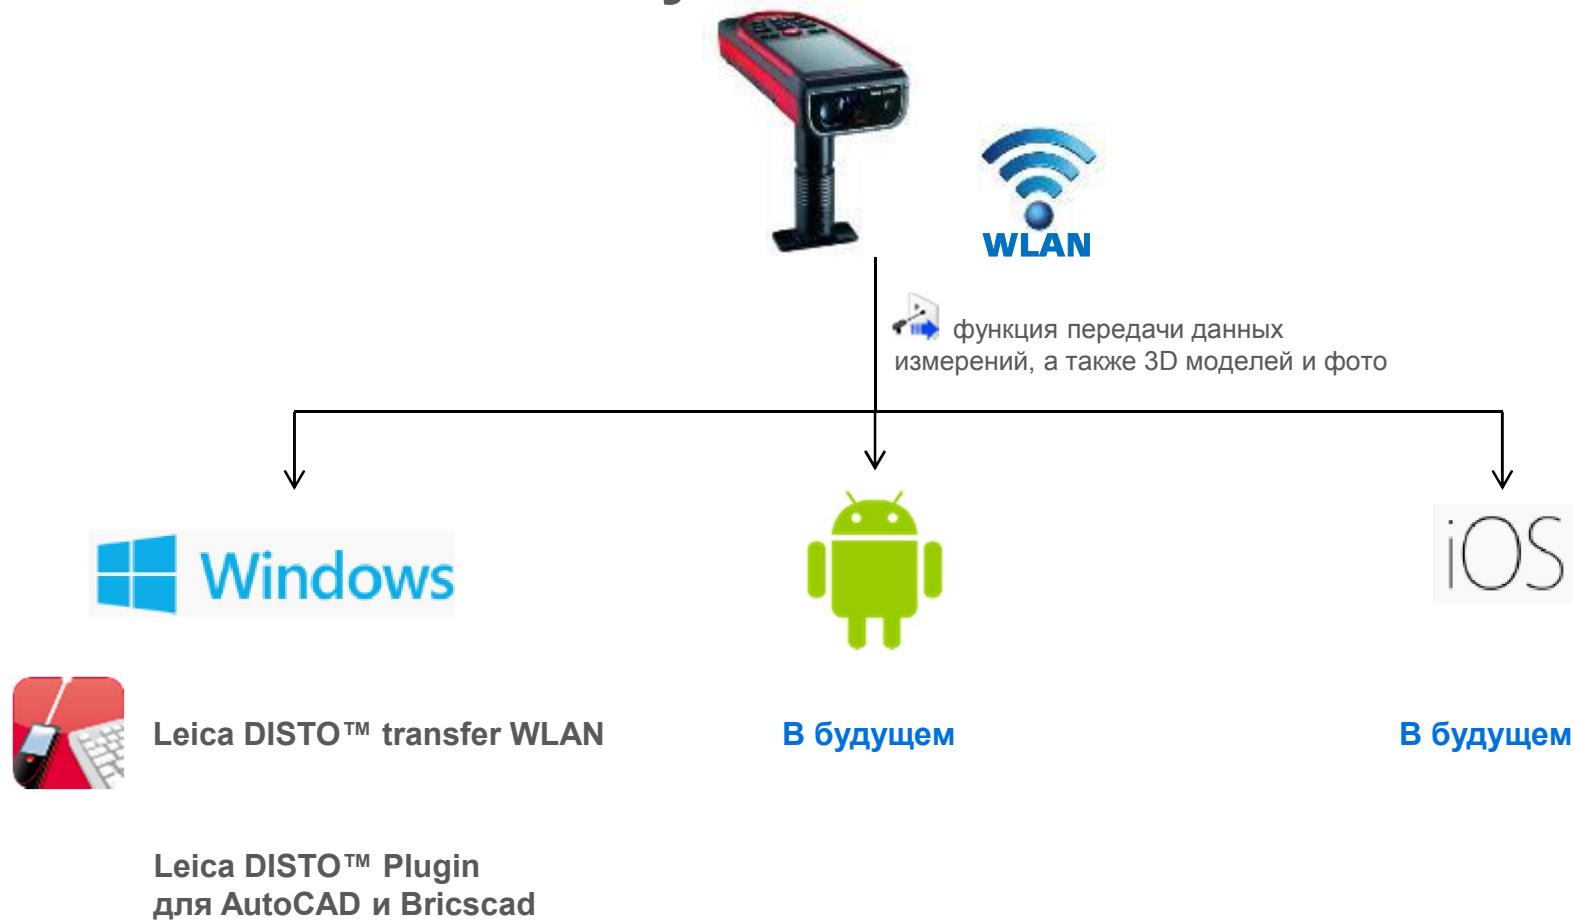 WLAN
функция передачи данных
измерений, а также 3D моделей и фото
Windows
iOS
Leica DISTO™ transfer WLAN
В будущем
В будущем
Leica DISTO™ Plugin
для AutoCAD и Bricscad